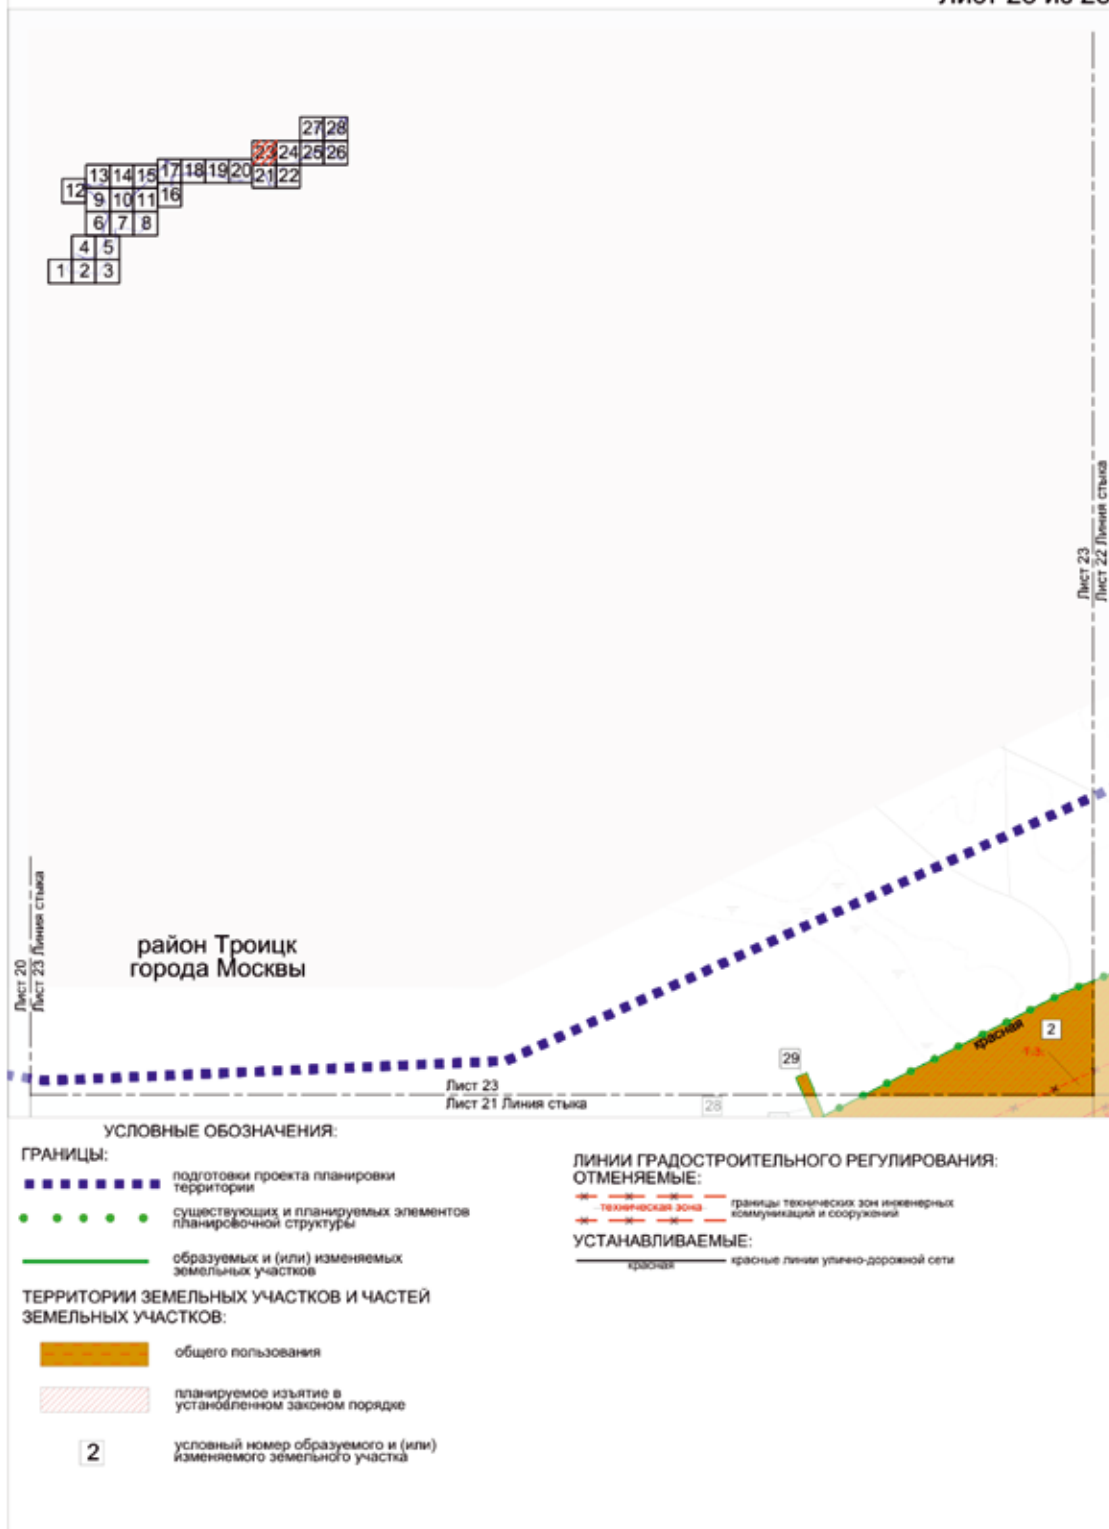 27 28
23 24 25 26
13 14 15 17 18 19 20 21 22
12 9 10 11 16
6 7 8
4 5
1 2 3
Лист 23
Лист 22 Линия стыка
район Троицк
города Москвы
Лист 20
Лист 23 Линия стыка
красная
2
Т.З.
29
28
Лист 23
Лист 21 Линия стыка
УСЛОВНЫЕ ОБОЗНАЧЕНИЯ:
ГРАНИЦЫ:
подготовки проекта планировки
территории
существующих и планируемых элементов
планировочной структуры
образуемых и (или) изменяемых
земельных участков
ТЕРРИТОРИИ ЗЕМЕЛЬНЫХ УЧАСТКОВ И ЧАСТЕЙ
ЗЕМЕЛЬНЫХ УЧАСТКОВ:
общего пользования
планируемое изъятие в
установленном законом порядке
2
условный номер образуемого и (или)
изменяемого земельного участка
ЛИНИИ ГРАДОСТРОИТЕЛЬНОГО РЕГУЛИРОВАНИЯ:
ОТМЕНЯЕМЫЕ:
техническая зона
границы технических зон инженерных
коммуникаций и сооружений
УСТАНАВЛИВАЕМЫЕ:
красная
красные линии улично-дорожной сети